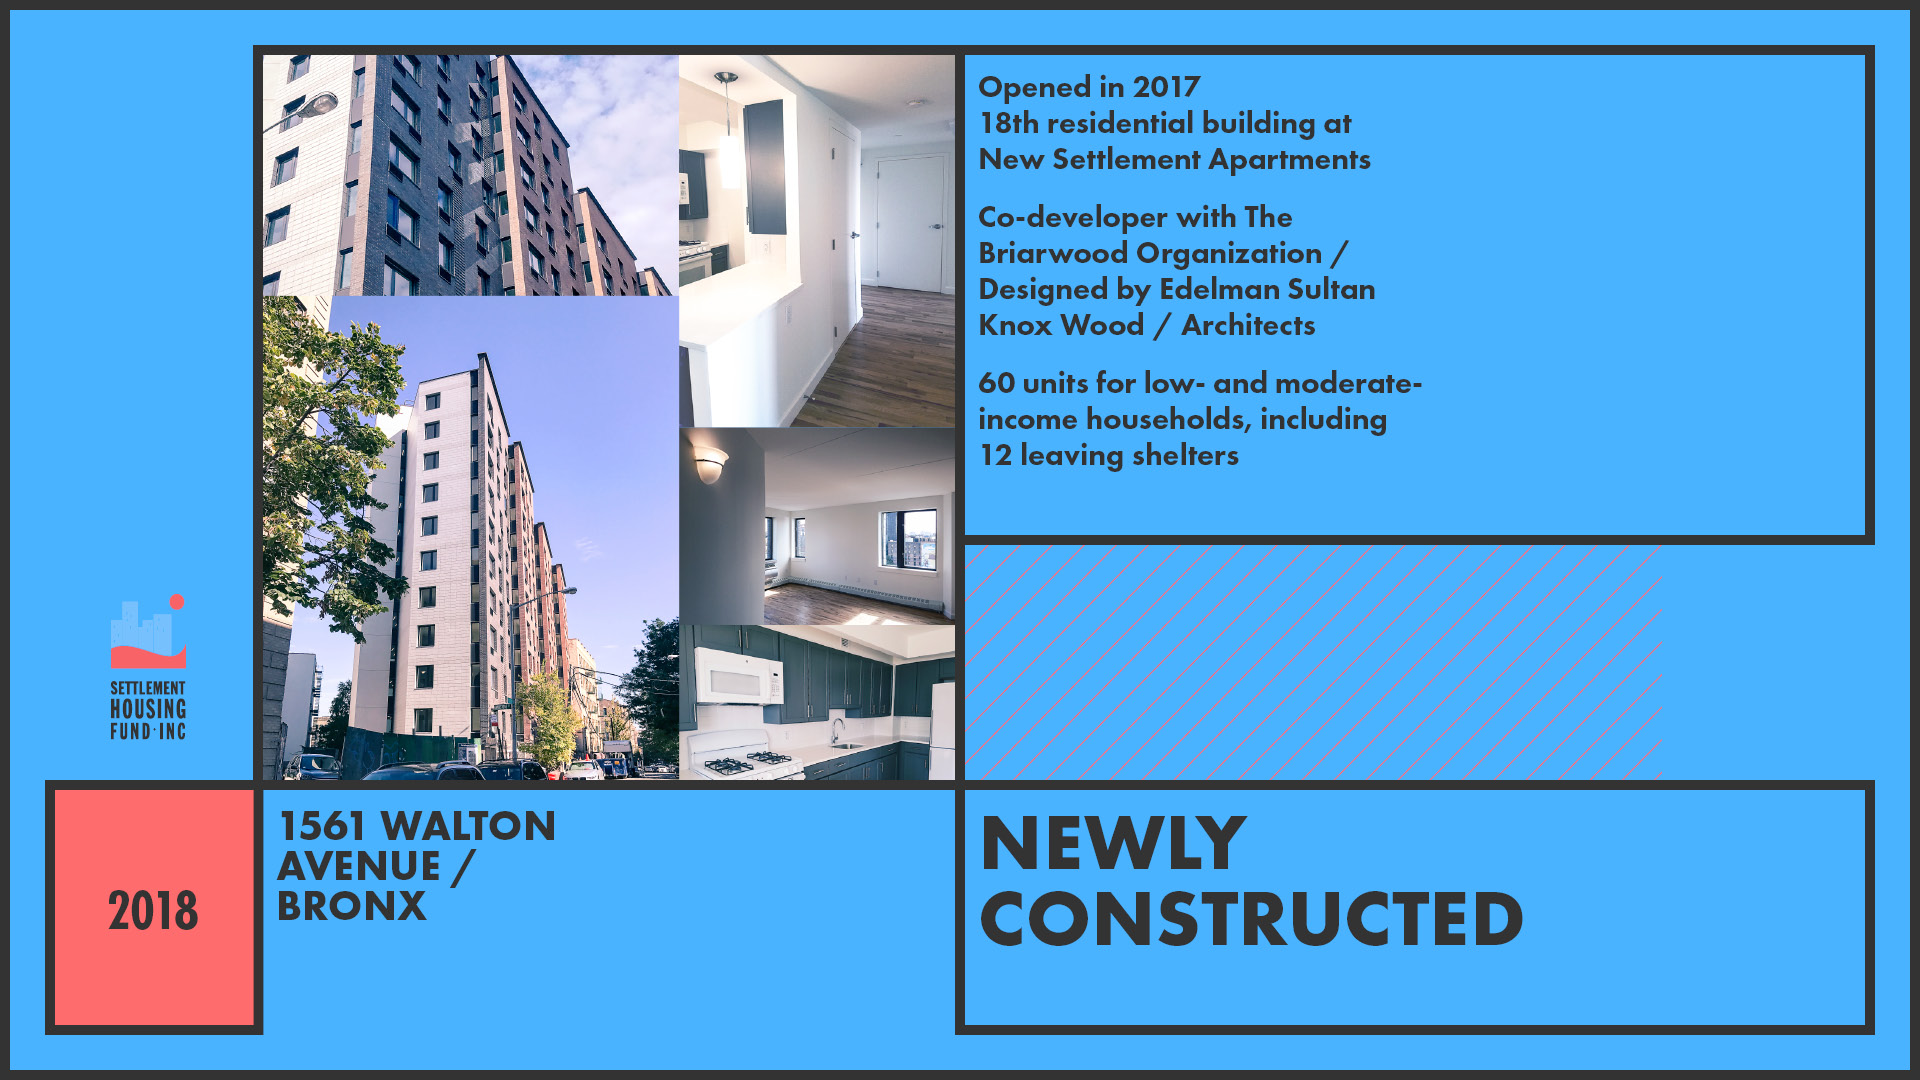 Opened in 2017
18th residential building at
New Settlement Apartments
Co-developer with The
Briarwood Organization /
Designed by Edelman Sultan
Knox Wood / Architects
60 units for low- and moderate-
income households, including
12 leaving shelters
SETTLEMENT
HOUSING
FUND·INC
2018
1561 WALTON
AVENUE /
BRONX
NEWLY
CONSTRUCTED